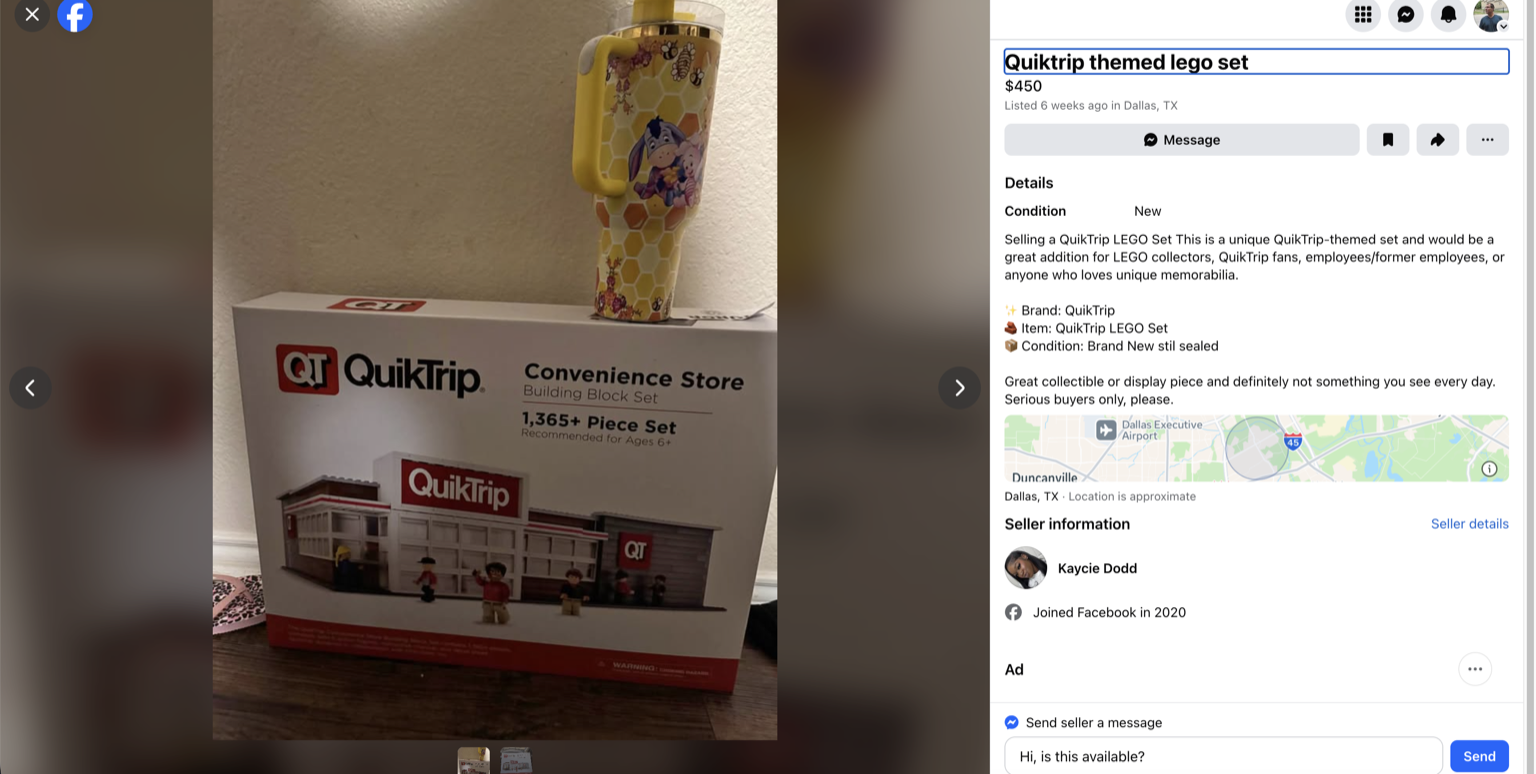 Quiktrip themed lego set
$450
Listed 6 weeks ago in Dallas, TX
Message
Details
Condition New
Selling a QuikTrip LEGO Set This is a unique QuikTrip-themed set and would be a
great addition for LEGO collectors, QuikTrip fans, employees/former employees, or
anyone who loves unique memorabilia.
✨ Brand: QuikTrip
🧱 Item: QuikTrip LEGO Set
📦 Condition: Brand New stil sealed
Great collectible or display piece and definitely not something you see every day.
Serious buyers only, please.
Dallas Executive
Airport
45
Duncanville
Dallas, TX · Location is approximate
Seller information Seller details
Kaycie Dodd
Joined Facebook in 2020
Ad
Send seller a message
Hi, is this available?
Send
QT
QT QuikTrip
Convenience Store
Building Block Set
1,365+ Piece Set
Recommended for Ages 6+
QuikTrip
QT
WARNING: